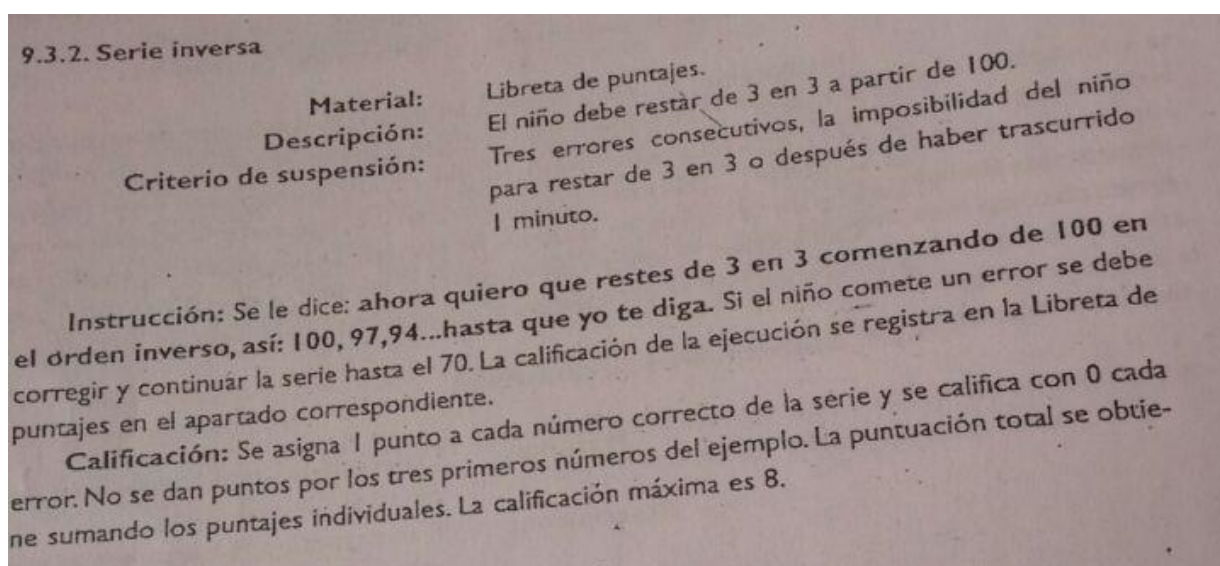 9.3.2. Serie inversa
Material: Libreta de puntajes.
Descripción: El niño debe restar de 3 en 3 a partir de 100.
Criterio de suspensión: Tres errores consecutivos, la imposibilidad del niño
para restar de 3 en 3 o después de haber trascurrido
1 minuto.
Instrucción: Se le dice: ahora quiero que restes de 3 en 3 comenzando de 100 en
el orden inverso, así: 100, 97,94...hasta que yo te diga. Si el niño comete un error se debe
corregir y continuar la serie hasta el 70. La calificación de la ejecución se registra en la Libreta de
puntajes en el apartado correspondiente.
Calificación: Se asigna 1 punto a cada número correcto de la serie y se califica con 0 cada
error. No se dan puntos por los tres primeros números del ejemplo. La puntuación total se obtie-
ne sumando los puntajes individuales. La calificación máxima es 8.